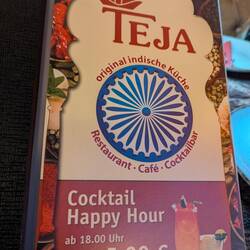 TEJA
original indische Küche
Restaurant · Café · Cocktailbar
Cocktail
Happy Hour
ab 18.00 Uhr